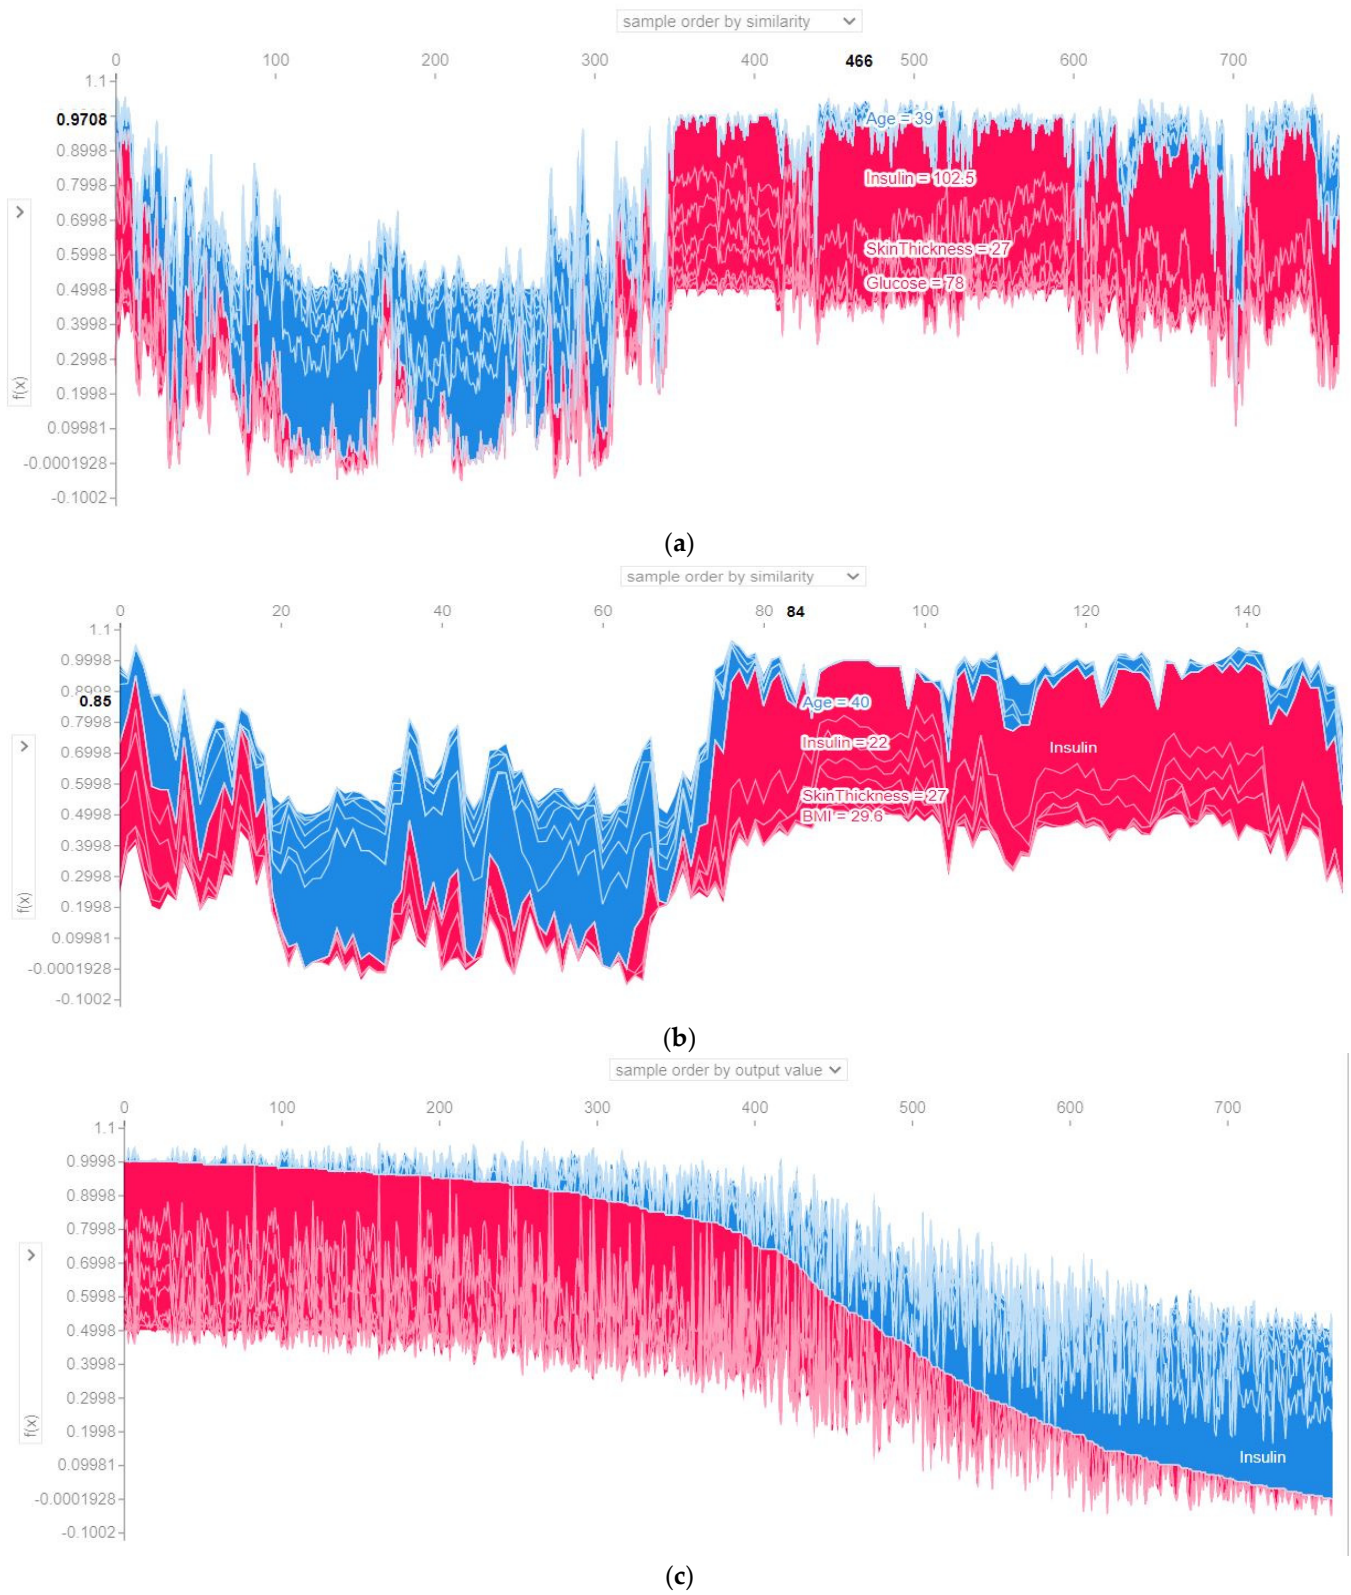 sample order by similarity
0 100 200 300 400 466 500 600 700
1.1
0.9708
0.8998
0.7998
0.6998
0.5998
0.4998
0.3998
0.2998
0.1998
0.09981
-0.0001928
-0.1002
f(x)
Age = 39
Insulin = 102.5
SkinThickness = 27
Glucose = 78
(a)
sample order by similarity
0 20 40 60 80 84 100 120 140
1.1
0.9998
0.8998
0.85
0.7998
0.6998
0.5998
0.4998
0.3998
0.2998
0.1998
0.09981
-0.0001928
-0.1002
f(x)
Age = 40
Insulin = 22
Insulin
SkinThickness = 27
BMI = 29.6
(b)
sample order by output value
0 100 200 300 400 500 600 700
1.1
0.9998
0.8998
0.7998
0.6998
0.5998
0.4998
0.3998
0.2998
0.1998
0.09981
-0.0001928
-0.1002
f(x)
Insulin
(c)